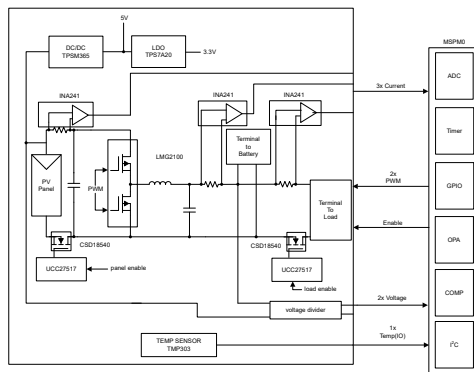 5V
DC/DC
TPSM365
LDO
TPS7A20
3.3V
MSPM0
INA241
INA241
INA241
3x Current
ADC
LMG2100
Terminal
to
Battery
Timer
PV
Panel
PWM
Terminal
To
Load
2x
PWM
GPIO
Enable
CSD18540
CSD18540
OPA
UCC27517
panel enable
UCC27517
load enable
voltage divider
2x Voltage
COMP
TEMP SENSOR
TMP303
1x
Temp(IO)
I²C